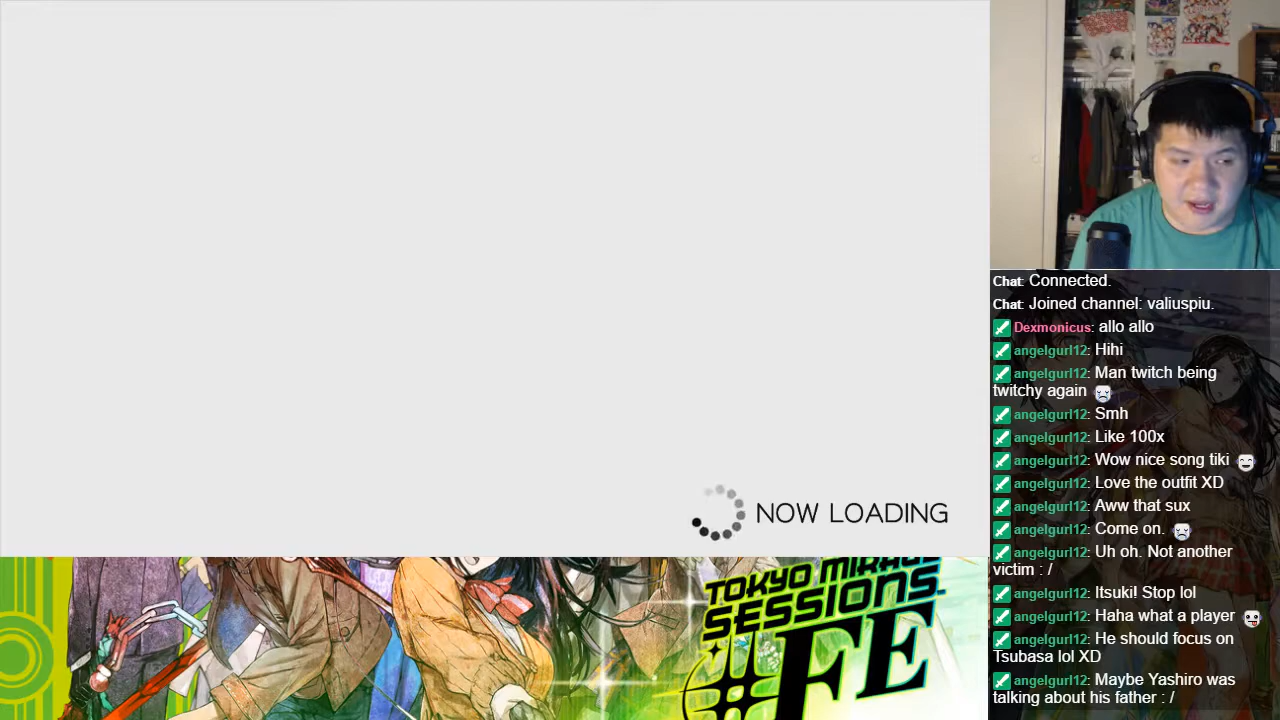 NOW LOADING
TOKYO MIRAGE
SESSIONS
#FE
Chat: Connected.
Chat: Joined channel: valiuspiu.
Dexmonicus: allo allo
angelgurl12: Hihi
angelgurl12: Man twitch being
twitchy again
angelgurl12: Smh
angelgurl12: Like 100x
angelgurl12: Wow nice song tiki
angelgurl12: Love the outfit XD
angelgurl12: Aww that sux
angelgurl12: Come on.
angelgurl12: Uh oh. Not another
victim : /
angelgurl12: Itsuki! Stop lol
angelgurl12: Haha what a player
angelgurl12: He should focus on
Tsubasa lol XD
angelgurl12: Maybe Yashiro was
talking about his father : /